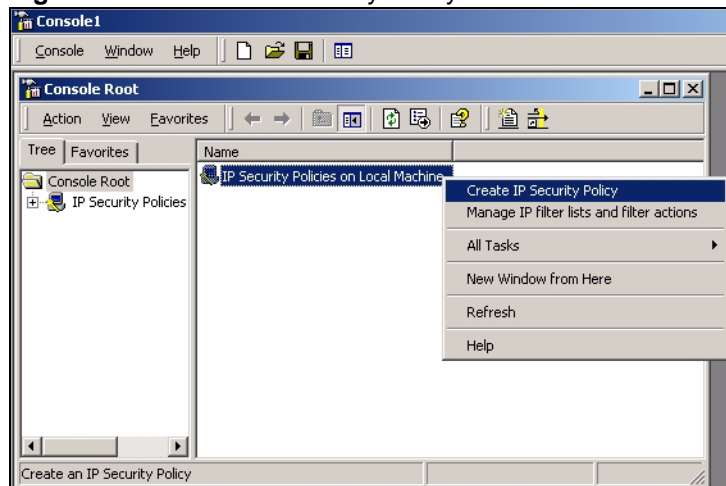 Console1
Console Window Help
Console Root
Action View Favorites
Tree Favorites
Name
Console Root
IP Security Policies
IP Security Policies on Local Machine
Create IP Security Policy
Manage IP filter lists and filter actions
All Tasks
New Window from Here
Refresh
Help
Create an IP Security Policy